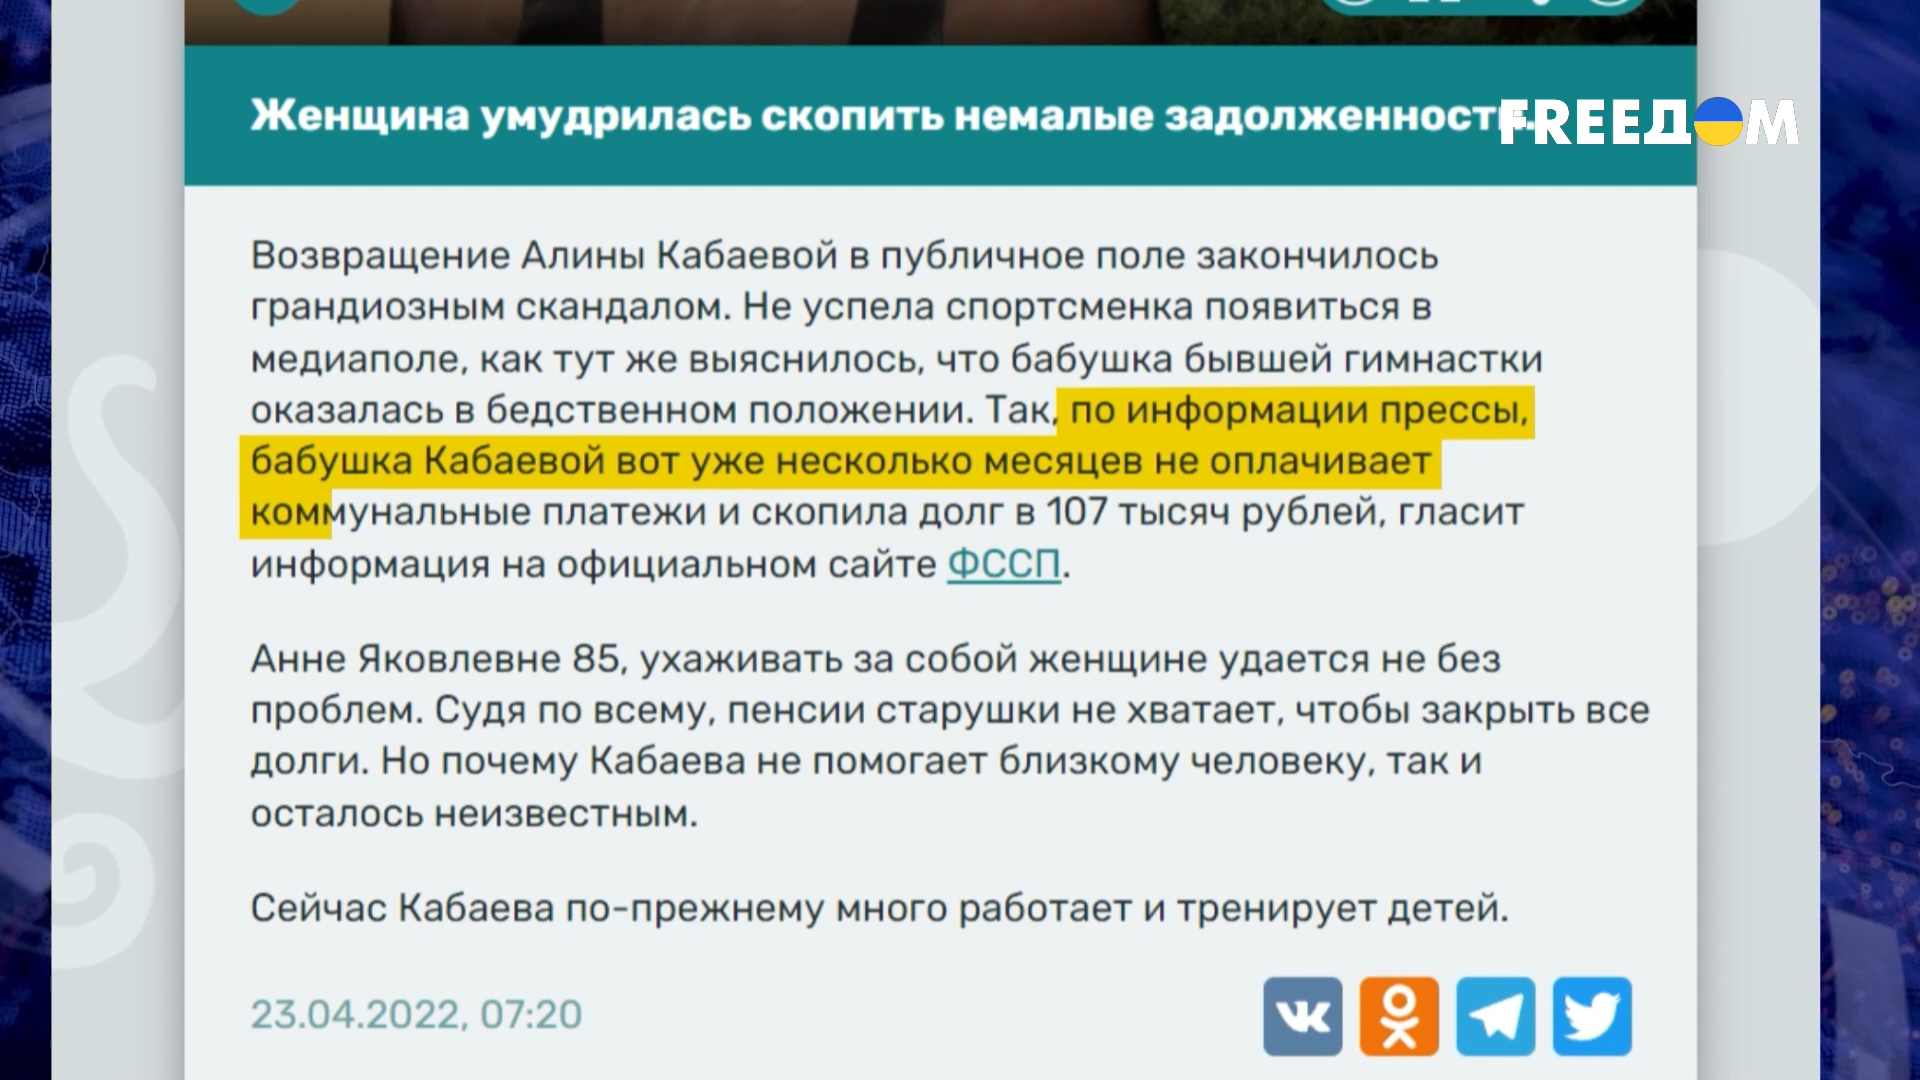 Женщина умудрилась скопить немалые задолженности.
FREEДOM
Возвращение Алины Кабаевой в публичное поле закончилось
грандиозным скандалом. Не успела спортсменка появиться в
медиаполе, как тут же выяснилось, что бабушка бывшей гимнастки
оказалась в бедственном положении. Так, по информации прессы,
бабушка Кабаевой вот уже несколько месяцев не оплачивает
коммунальные платежи и скопила долг в 107 тысяч рублей, гласит
информация на официальном сайте ФССП.
Анне Яковлевне 85, ухаживать за собой женщине удается не без
проблем. Судя по всему, пенсии старушки не хватает, чтобы закрыть все
долги. Но почему Кабаева не помогает близкому человеку, так и
осталось неизвестным.
Сейчас Кабаева по-прежнему много работает и тренирует детей.
23.04.2022, 07:20